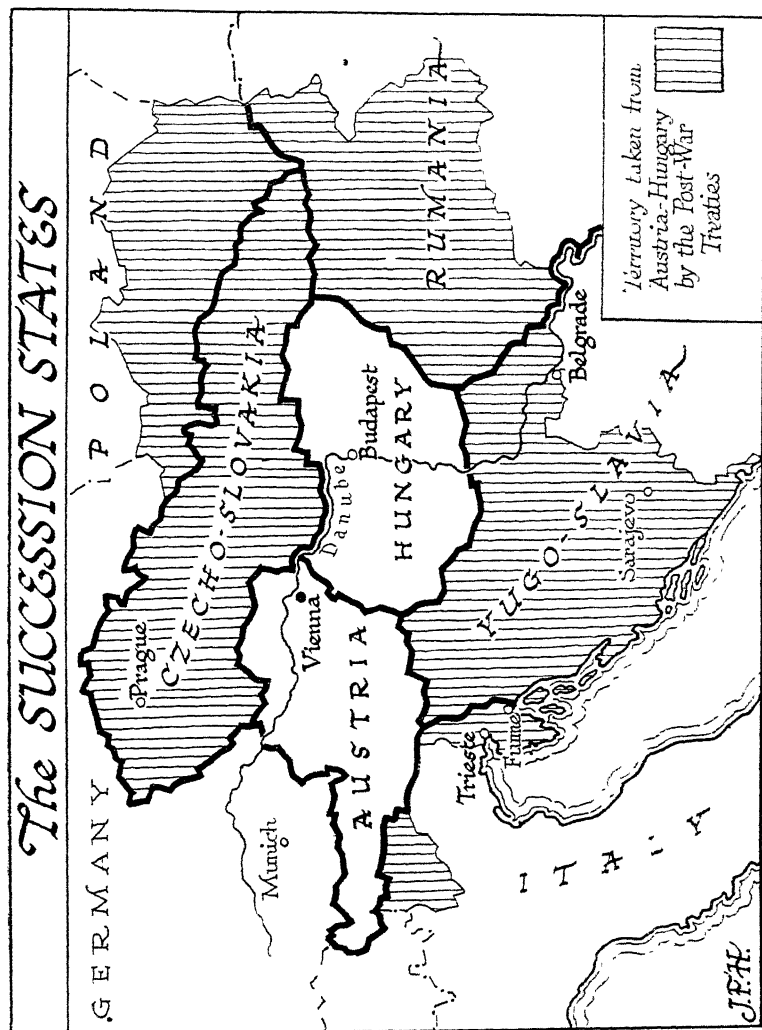 The SUCCESSION STATES
GERMANY
POLAND
Prague
CZECHO-SLOVAKIA
Munich
Vienna
Danube
Budapest
AUSTRIA
HUNGARY
RUMANIA
Trieste
Fiume
YUGO-SLAVIA
Belgrade
Sarajevo
ITALY
Territory taken from
Austria-Hungary
by the Post-War
Treaties
J.F.H.